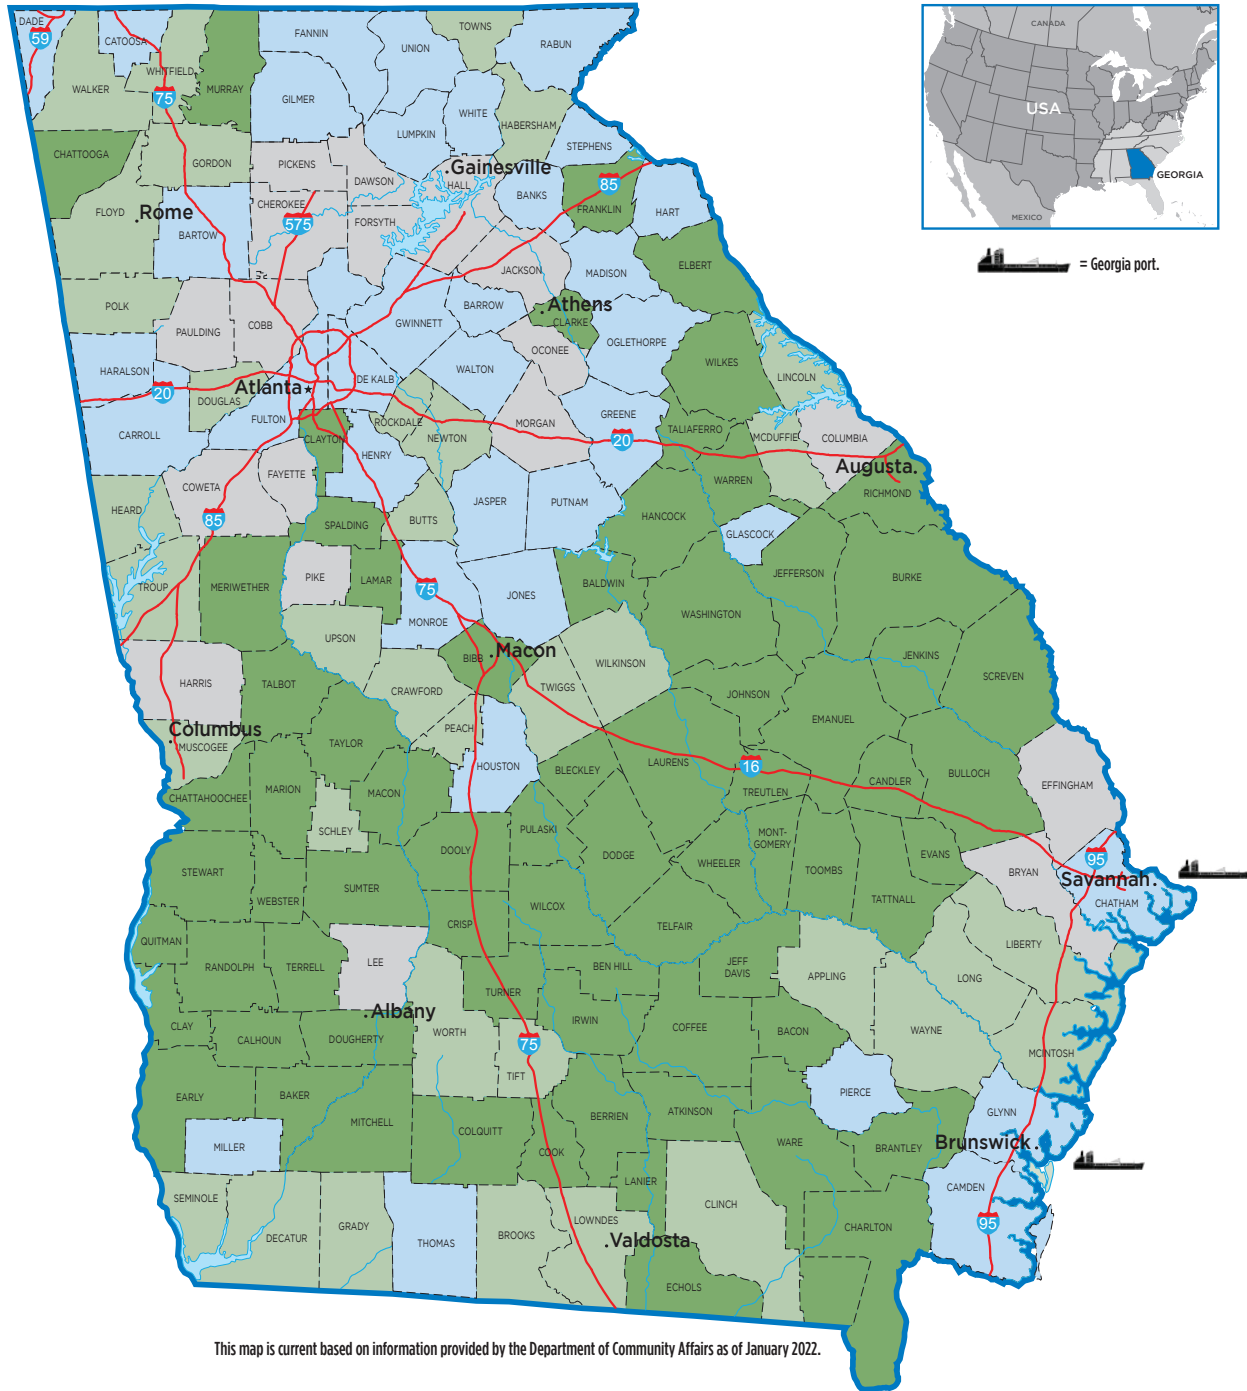 DADE
59
CATOOSA
FANNIN
UNION
TOWNS
RABUN
WALKER
WHITFIELD
75
MURRAY
GILMER
LUMPKIN
WHITE
HABERSHAM
STEPHENS
CHATTOOGA
GORDON
PICKENS
DAWSON
Gainesville
HALL
BANKS
85
FRANKLIN
HART
FLOYD
Rome
BARTOW
CHEROKEE
575
FORSYTH
JACKSON
MADISON
ELBERT
POLK
PAULDING
COBB
GWINNETT
BARROW
Athens
CLARKE
OGLETHORPE
OCONEE
HARALSON
20
DOUGLAS
Atlanta
DE KALB
WALTON
WILKES
LINCOLN
CARROLL
FULTON
CLAYTON
ROCKDALE
NEWTON
MORGAN
GREENE
20
TALIAFERRO
MCDUFFIE
COLUMBIA
HENRY
Augusta
RICHMOND
COWETA
FAYETTE
85
HEARD
SPALDING
BUTTS
JASPER
PUTNAM
HANCOCK
WARREN
GLASCOCK
TROUP
MERIWETHER
PIKE
LAMAR
75
MONROE
JONES
BALDWIN
WASHINGTON
JEFFERSON
BURKE
UPSON
BIBB
Macon
WILKINSON
JENKINS
SCREVEN
HARRIS
TALBOT
CRAWFORD
TWIGGS
JOHNSON
EMANUEL
Columbus
MUSCOGEE
TAYLOR
PEACH
HOUSTON
BLECKLEY
LAURENS
16
TREUTLEN
CANDLER
BULLOCH
EFFINGHAM
CHATTAHOOCHEE
MARION
MACON
SCHLEY
DOOLY
PULASKI
DODGE
WHEELER
MONT-
GOMERY
TOOMBS
EVANS
TATTNALL
BRYAN
95
Savannah
CHATHAM
STEWART
WEBSTER
SUMTER
CRISP
WILCOX
TELFAIR
QUITMAN
RANDOLPH
TERRELL
LEE
BEN HILL
JEFF
DAVIS
APPLING
LONG
LIBERTY
TURNER
CLAY
CALHOUN
DOUGHERTY
Albany
WORTH
75
TIFT
IRWIN
COFFEE
BACON
WAYNE
MCINTOSH
EARLY
BAKER
MITCHELL
COLQUITT
COOK
BERRIEN
ATKINSON
PIERCE
GLYNN
MILLER
WARE
BRANTLEY
Brunswick
SEMINOLE
DECATUR
GRADY
THOMAS
BROOKS
LOWNDES
Valdosta
LANIER
CLINCH
CHARLTON
CAMDEN
95
ECHOLS
CANADA
USA
MEXICO
GEORGIA
= Georgia port.
This map is current based on information provided by the Department of Community Affairs as of January 2022.